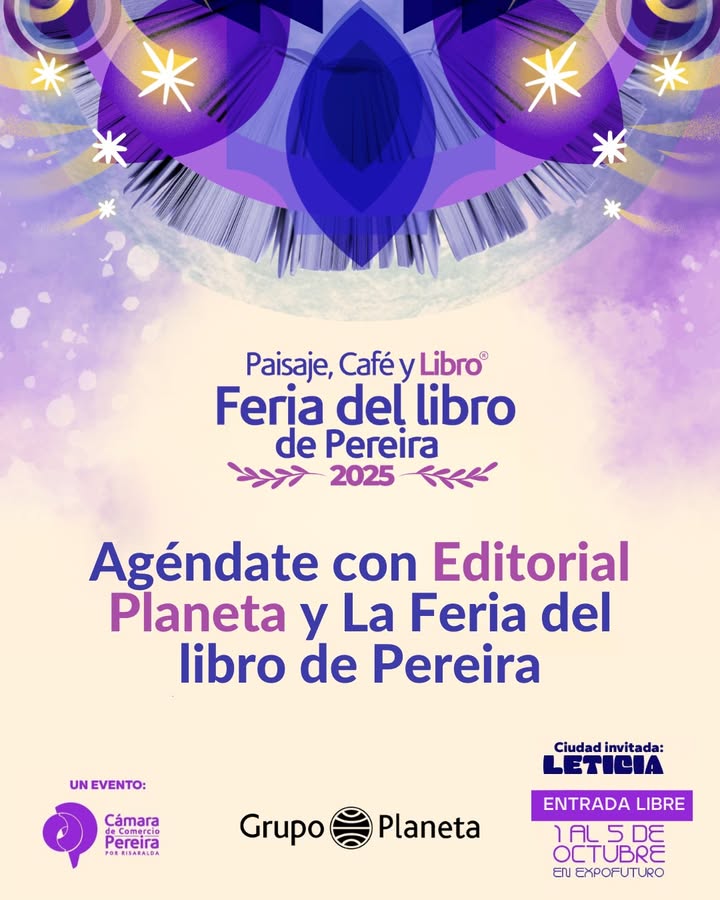 Paisaje, Café y Libro®
Feria del libro
de Pereira
2025
Agéndate con Editorial
Planeta y La Feria del
libro de Pereira
Ciudad invitada:
LETICIA
UN EVENTO:
Cámara
de Comercio
Pereira
POR RISARALDA
Grupo Planeta
ENTRADA LIBRE
1 AL 5 DE
OCTUBRE
EN EXPOFUTURO